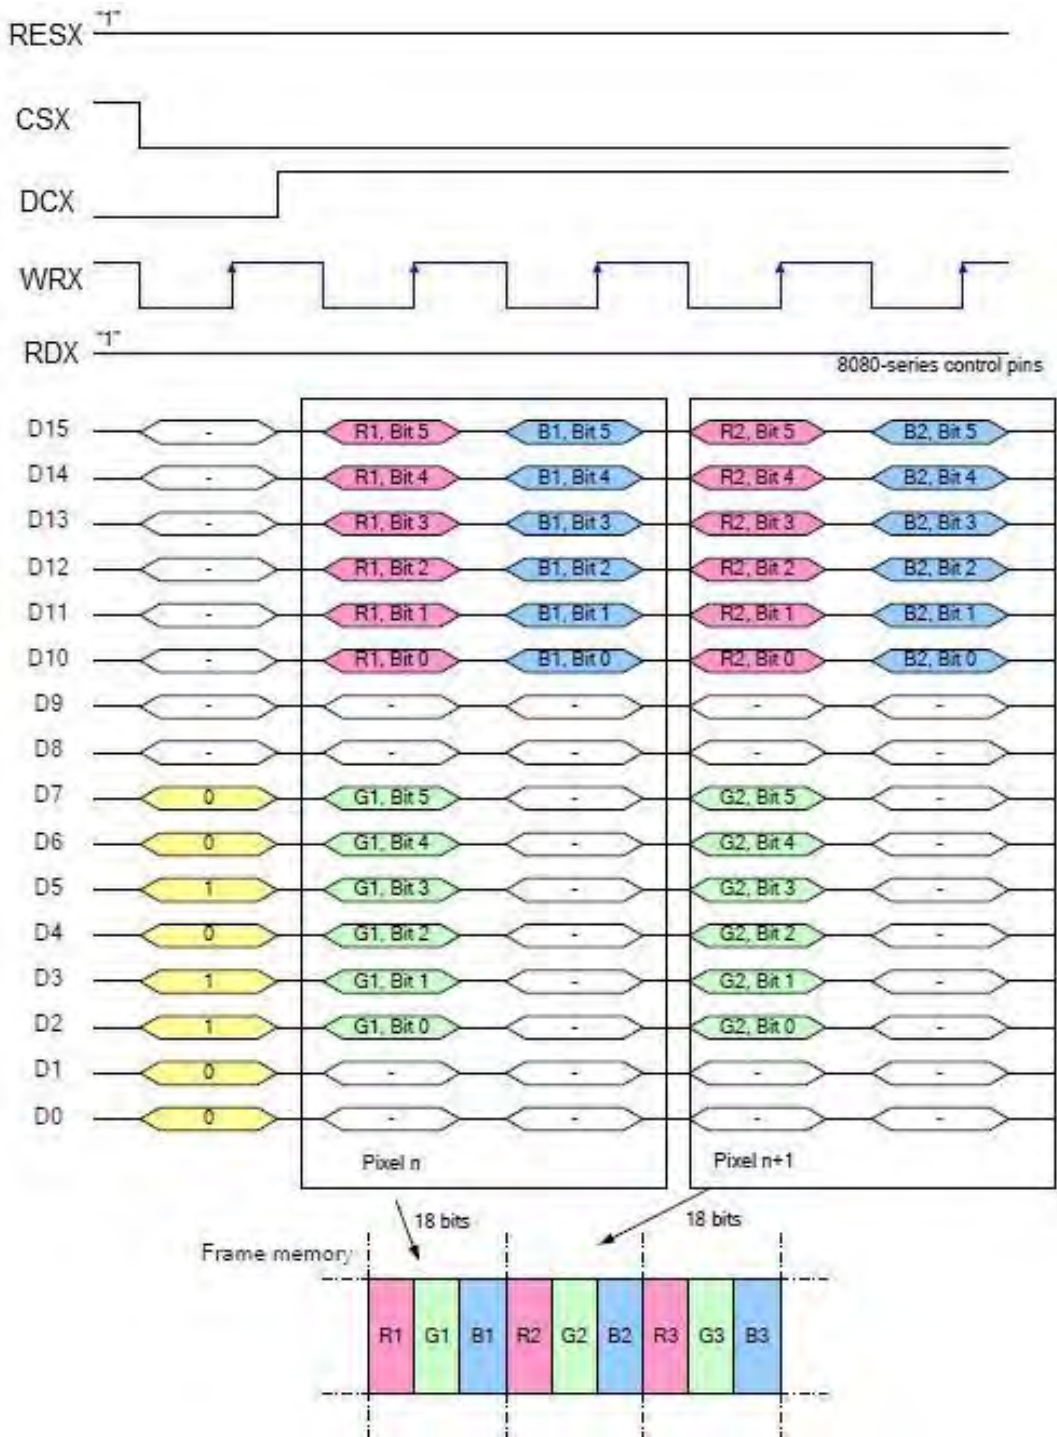 RESX "1"
CSX
DCX
WRX
RDX "1"
8080-series control pins
D15 - R1, Bit 5 B1, Bit 5 R2, Bit 5 B2, Bit 5
D14 - R1, Bit 4 B1, Bit 4 R2, Bit 4 B2, Bit 4
D13 - R1, Bit 3 B1, Bit 3 R2, Bit 3 B2, Bit 3
D12 - R1, Bit 2 B1, Bit 2 R2, Bit 2 B2, Bit 2
D11 - R1, Bit 1 B1, Bit 1 R2, Bit 1 B2, Bit 1
D10 - R1, Bit 0 B1, Bit 0 R2, Bit 0 B2, Bit 0
D9 - - - - -
D8 - - - - -
D7 0 G1, Bit 5 - G2, Bit 5 -
D6 0 G1, Bit 4 - G2, Bit 4 -
D5 1 G1, Bit 3 - G2, Bit 3 -
D4 0 G1, Bit 2 - G2, Bit 2 -
D3 1 G1, Bit 1 - G2, Bit 1 -
D2 1 G1, Bit 0 - G2, Bit 0 -
D1 0 - - - -
D0 0 - - - -
Pixel n Pixel n+1
18 bits 18 bits
Frame memory
R1 G1 B1 R2 G2 B2 R3 G3 B3